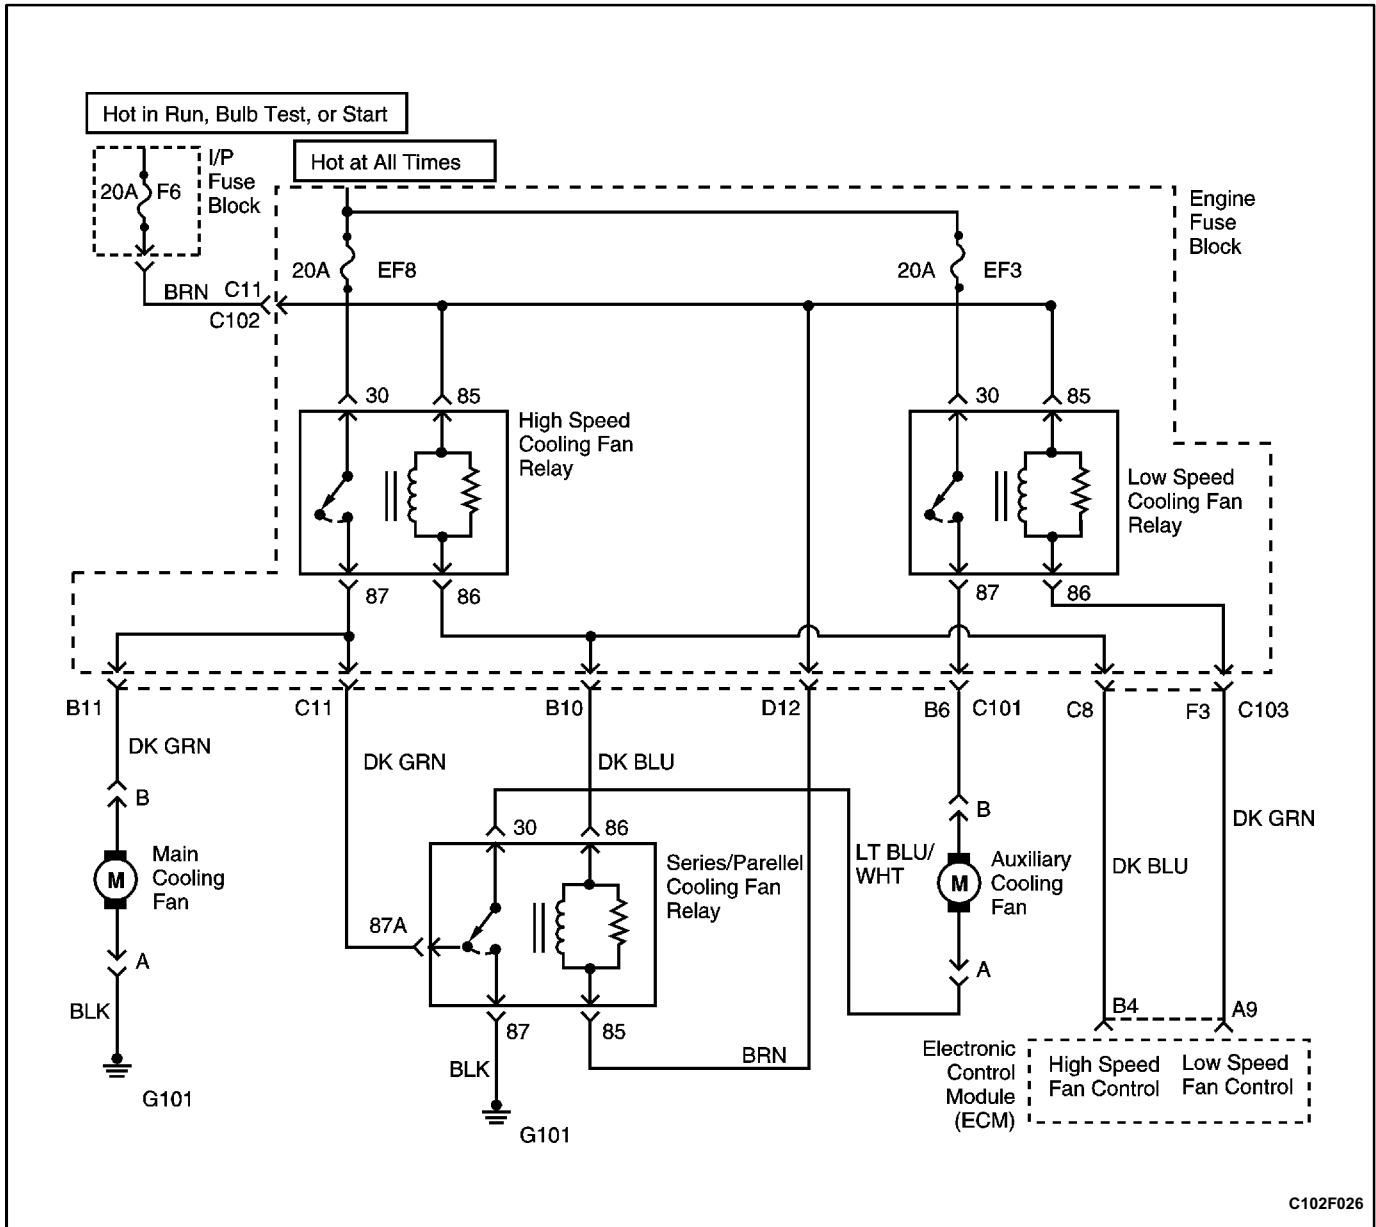 Hot in Run, Bulb Test, or Start
Hot at All Times
I/P
Fuse
Block
20A F6
Engine
Fuse
Block
20A EF8
20A EF3
BRN C11
C102
30 85
High Speed
Cooling Fan
Relay
87 86
30 85
Low Speed
Cooling Fan
Relay
87 86
B11 C11 B10 D12 B6 C101 C8 F3 C103
DK GRN
DK GRN
DK BLU
B
Main
Cooling
Fan
M
A
BLK
G101
30 86
Series/Parellel
Cooling Fan
Relay
87A
87 85
BLK
G101
BRN
LT BLU/
WHT
B
Auxiliary
Cooling
Fan
M
A
DK BLU
DK GRN
B4 A9
Electronic
Control
Module
(ECM)
High Speed
Fan Control
Low Speed
Fan Control
C102F026